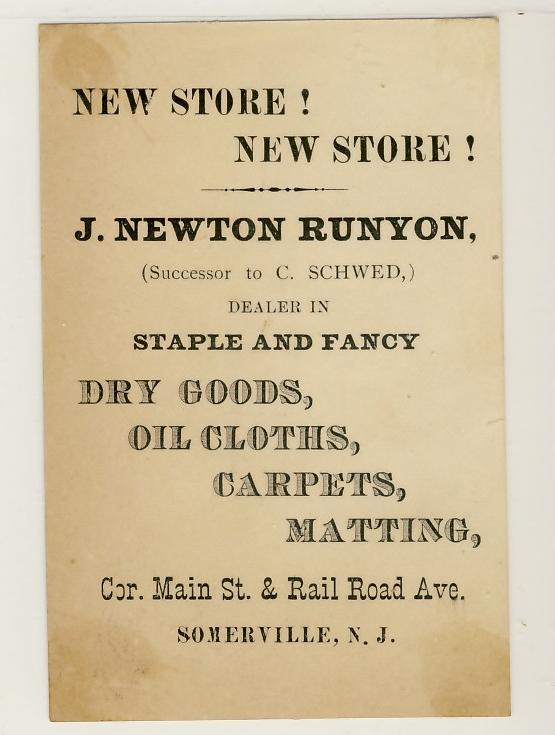 NEW STORE !
NEW STORE !
J. NEWTON RUNYON,
(Successor to C. SCHWED,)
DEALER IN
STAPLE AND FANCY
DRY GOODS,
OIL CLOTHS,
CARPETS,
MATTING,
Cor. Main St. & Rail Road Ave.
SOMERVILLE, N. J.